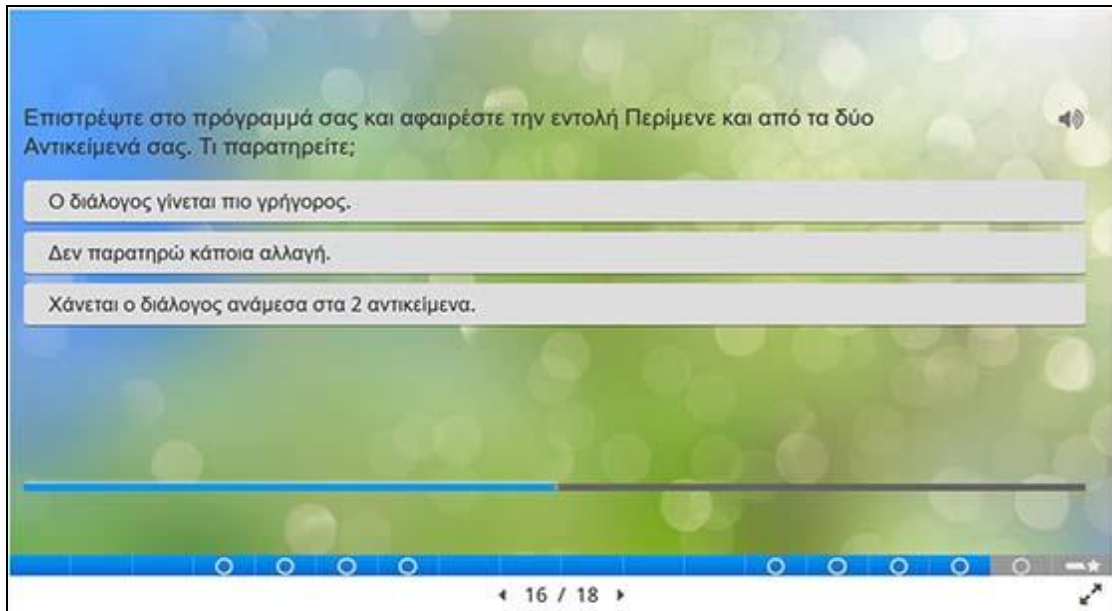 Επιστρέψτε στο πρόγραμμά σας και αφαιρέστε την εντολή Περίμενε και από τα δύο
Αντικείμενά σας. Τι παρατηρείτε;
Ο διάλογος γίνεται πιο γρήγορος.
Δεν παρατηρώ κάποια αλλαγή.
Χάνεται ο διάλογος ανάμεσα στα 2 αντικείμενα.
16 / 18